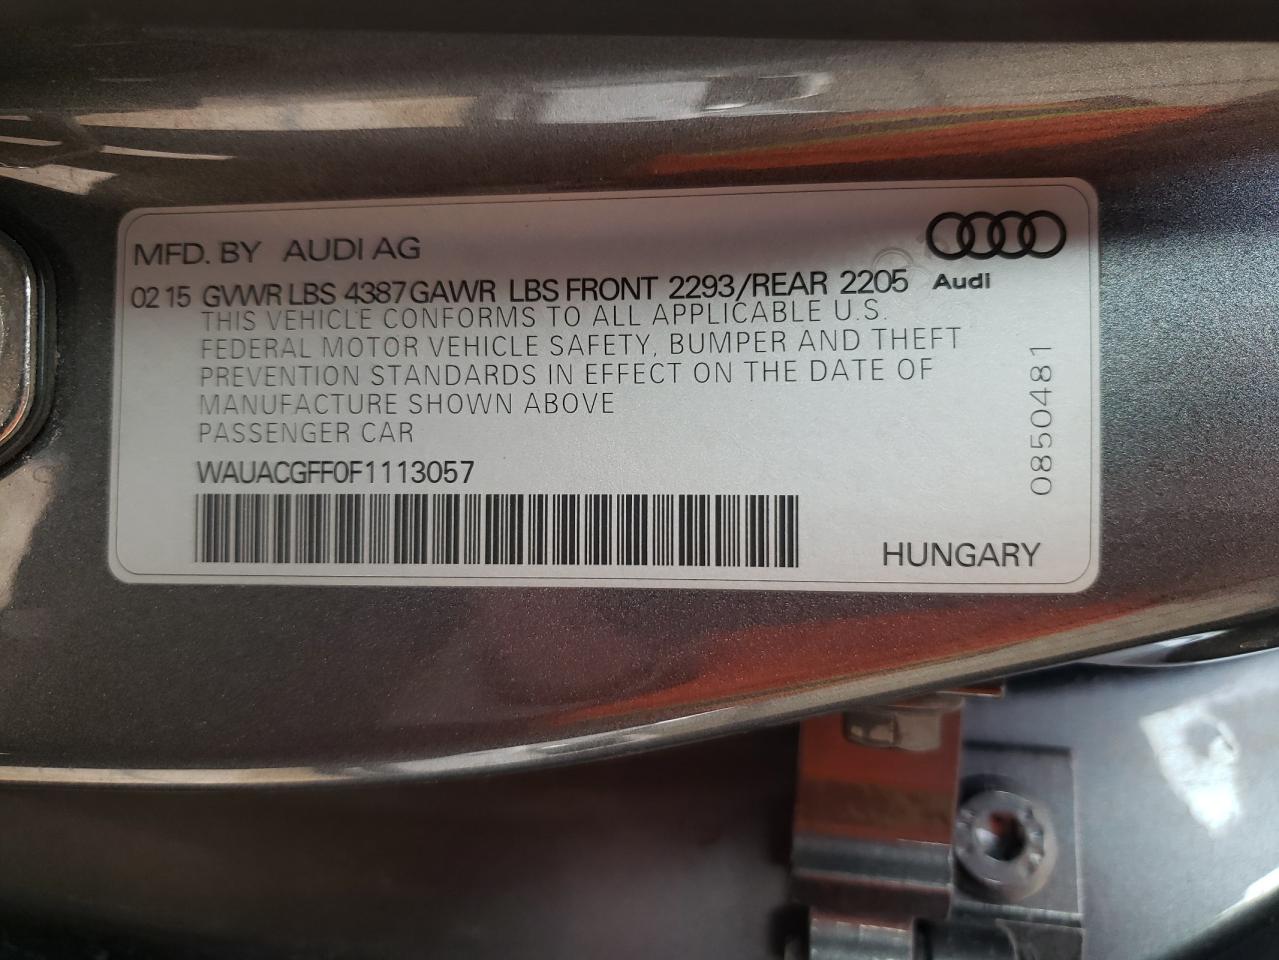 MFD. BY AUDI AG
02 15 GVWR LBS 4387 GAWR LBS FRONT 2293/REAR 2205
Audi
THIS VEHICLE CONFORMS TO ALL APPLICABLE U.S.
FEDERAL MOTOR VEHICLE SAFETY, BUMPER AND THEFT
PREVENTION STANDARDS IN EFFECT ON THE DATE OF
MANUFACTURE SHOWN ABOVE
PASSENGER CAR
WAUACGFF0F1113057
0850481
HUNGARY